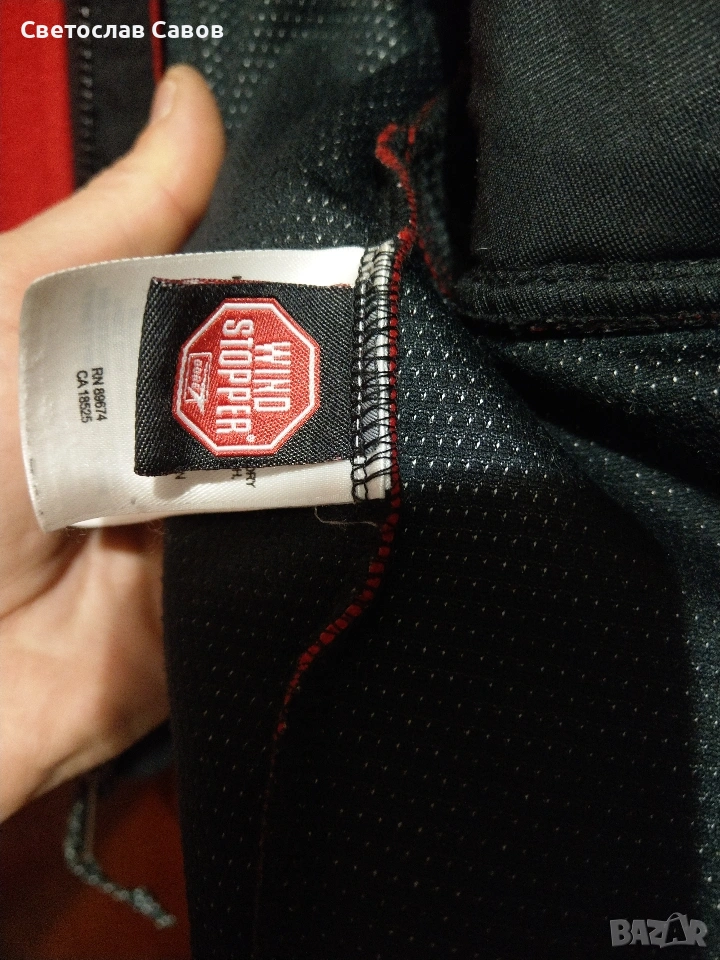 Светослав Савов
WIND
STOPPER®
GORE
RN 89674
CA 18525
BAZAR